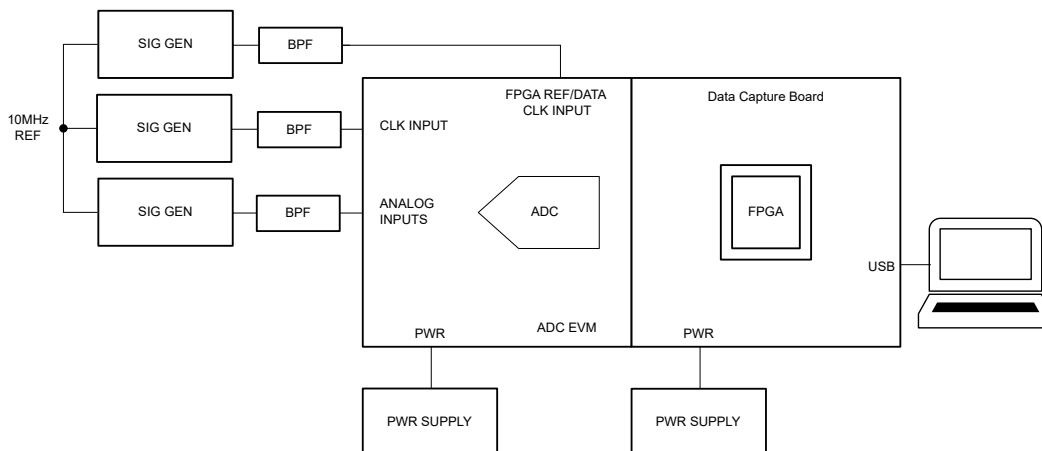 SIG GEN
BPF
FPGA REF/DATA
CLK INPUT
Data Capture Board
10MHz
REF
SIG GEN
BPF
CLK INPUT
SIG GEN
BPF
ANALOG
INPUTS
ADC
FPGA
USB
PWR
ADC EVM
PWR
PWR SUPPLY
PWR SUPPLY